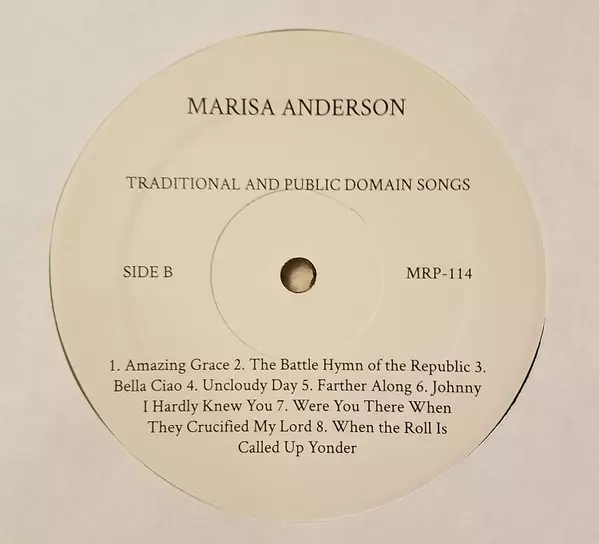 MARISA ANDERSON
TRADITIONAL AND PUBLIC DOMAIN SONGS
SIDE B
MRP-114
1. Amazing Grace 2. The Battle Hymn of the Republic 3.
Bella Ciao 4. Uncloudy Day 5. Farther Along 6. Johnny
I Hardly Knew You 7. Were You There When
They Crucified My Lord 8. When the Roll Is
Called Up Yonder